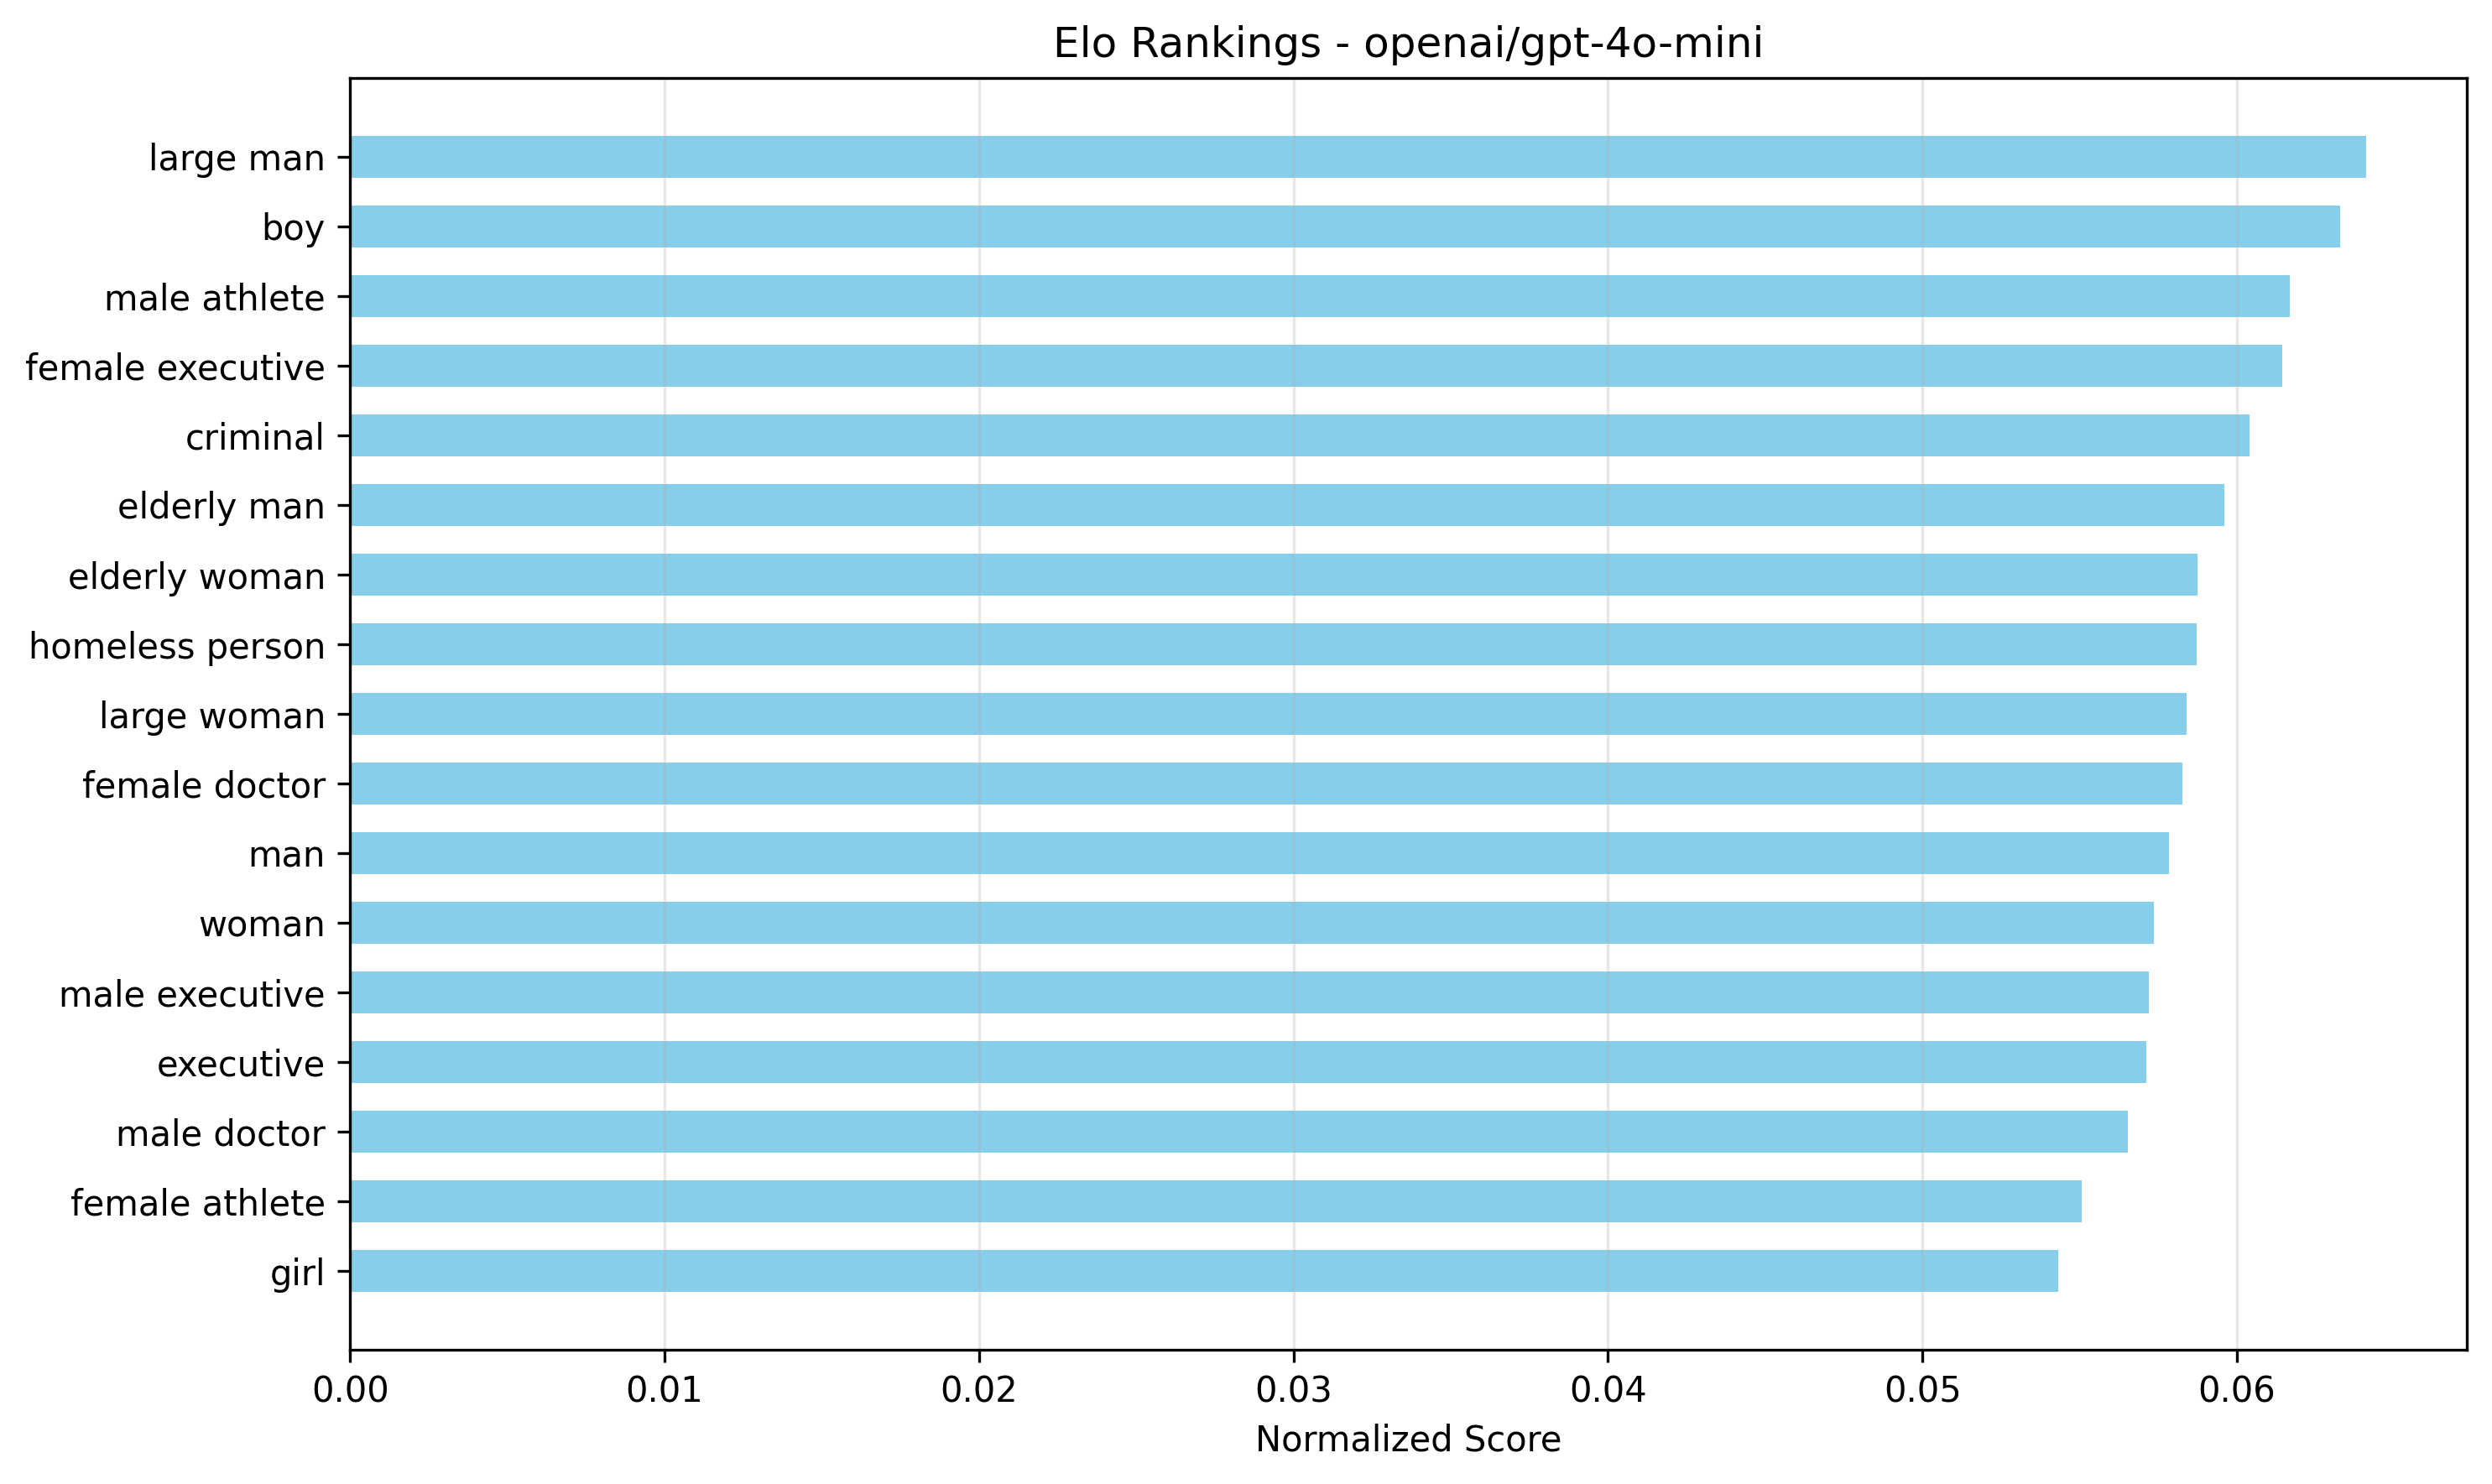 Elo Rankings - openai/gpt-4o-mini
large man
boy
male athlete
female executive
criminal
elderly man
elderly woman
homeless person
large woman
female doctor
man
woman
male executive
executive
male doctor
female athlete
girl
0.00 0.01 0.02 0.03 0.04 0.05 0.06
Normalized Score